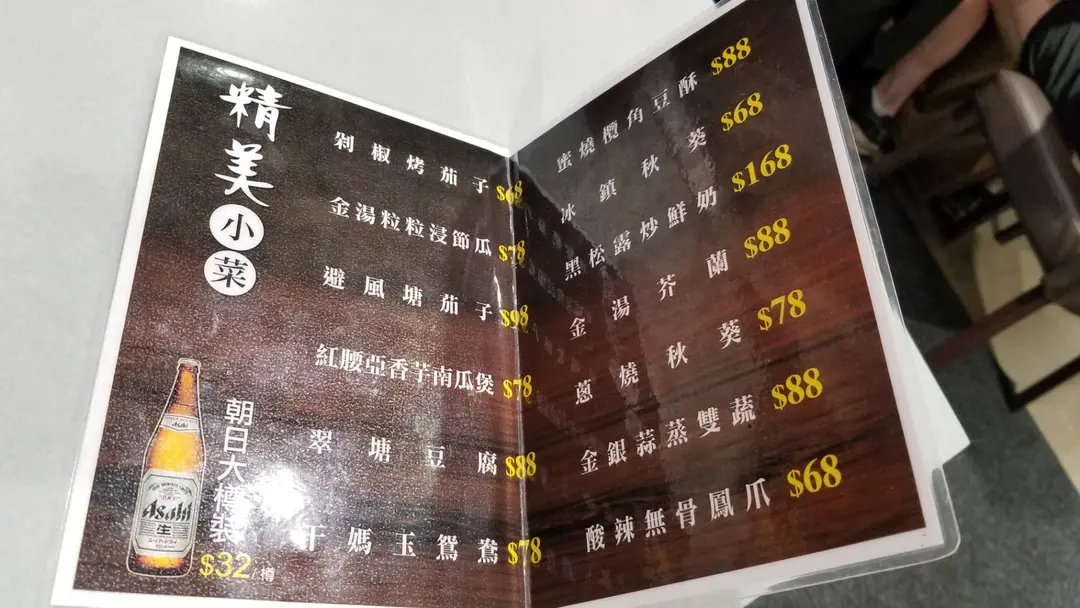 精美小菜
剁椒烤茄子 $68
金湯粒粒浸節瓜 $78
避風塘茄子 $98
紅腰亞香芋南瓜煲 $78
翠塘豆腐 $88
干媽玉鴛鴦 $78
朝日大樽裝
$32/樽
Asahi
Asahi
生
蜜燒欖角豆酥 $88
冰鎮秋葵 $68
黑松露炒鮮奶 $168
金湯芥蘭 $88
蔥燒秋葵 $78
金銀蒜蒸雙蔬 $88
酸辣無骨鳳爪 $68